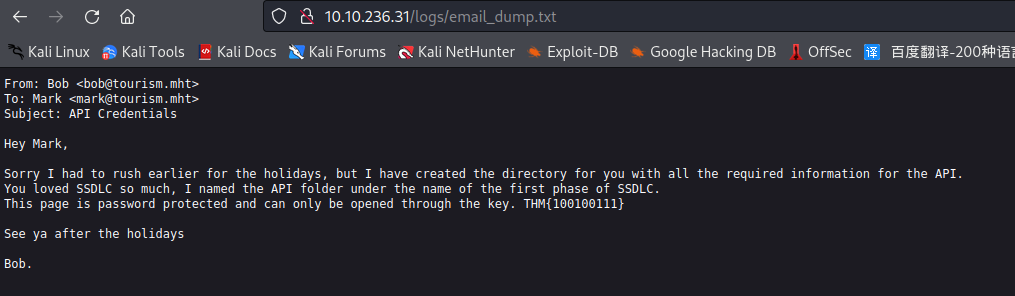 10.10.236.31/logs/email_dump.txt
Kali Linux Kali Tools Kali Docs Kali Forums Kali NetHunter Exploit-DB Google Hacking DB OffSec 译 百度翻译-200种语言
From: Bob <bob@tourism.mht>
To: Mark <mark@tourism.mht>
Subject: API Credentials
Hey Mark,
Sorry I had to rush earlier for the holidays, but I have created the directory for you with all the required information for the API.
You loved SSDLC so much, I named the API folder under the name of the first phase of SSDLC.
This page is password protected and can only be opened through the key. THM{100100111}
See ya after the holidays
Bob.